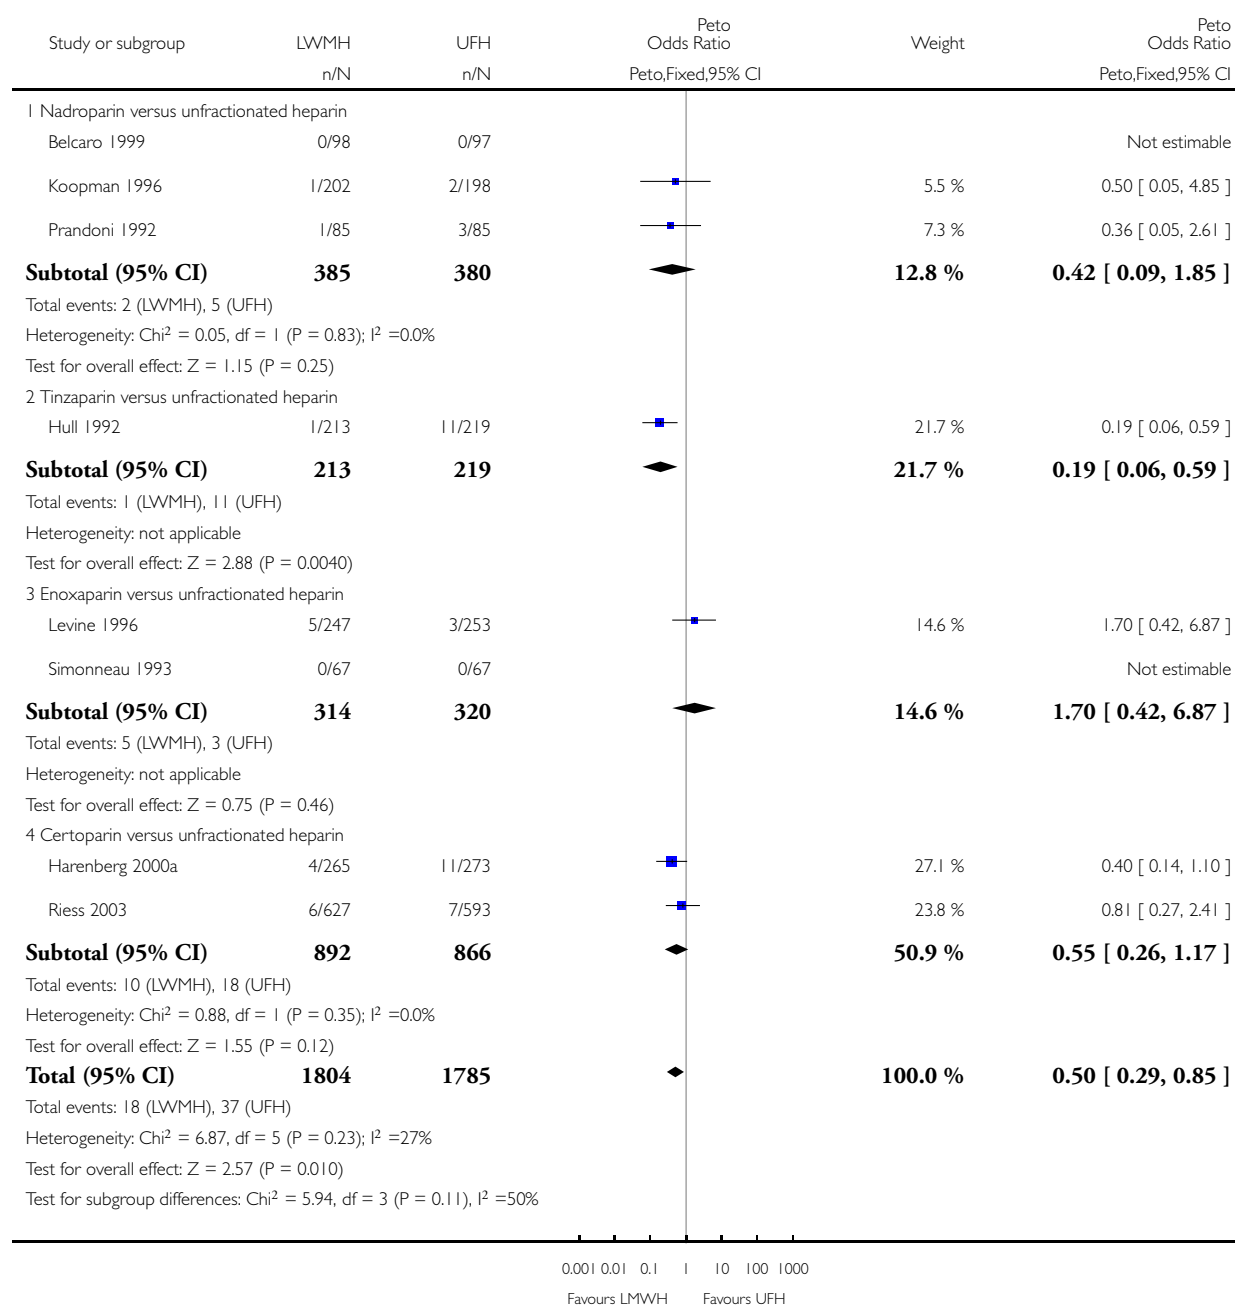 Peto Peto
Study or subgroup LWMH UFH Odds Ratio Weight Odds Ratio
n/N n/N Peto,Fixed,95% CI Peto,Fixed,95% CI
1 Nadroparin versus unfractionated heparin
Belcaro 1999 0/98 0/97 Not estimable
Koopman 1996 1/202 2/198 5.5 % 0.50 [ 0.05, 4.85 ]
Prandoni 1992 1/85 3/85 7.3 % 0.36 [ 0.05, 2.61 ]
Subtotal (95% CI) 385 380 12.8 % 0.42 [ 0.09, 1.85 ]
Total events: 2 (LWMH), 5 (UFH)
Heterogeneity: Chi² = 0.05, df = 1 (P = 0.83); I² =0.0%
Test for overall effect: Z = 1.15 (P = 0.25)
2 Tinzaparin versus unfractionated heparin
Hull 1992 1/213 11/219 21.7 % 0.19 [ 0.06, 0.59 ]
Subtotal (95% CI) 213 219 21.7 % 0.19 [ 0.06, 0.59 ]
Total events: 1 (LWMH), 11 (UFH)
Heterogeneity: not applicable
Test for overall effect: Z = 2.88 (P = 0.0040)
3 Enoxaparin versus unfractionated heparin
Levine 1996 5/247 3/253 14.6 % 1.70 [ 0.42, 6.87 ]
Simonneau 1993 0/67 0/67 Not estimable
Subtotal (95% CI) 314 320 14.6 % 1.70 [ 0.42, 6.87 ]
Total events: 5 (LWMH), 3 (UFH)
Heterogeneity: not applicable
Test for overall effect: Z = 0.75 (P = 0.46)
4 Certoparin versus unfractionated heparin
Harenberg 2000a 4/265 11/273 27.1 % 0.40 [ 0.14, 1.10 ]
Riess 2003 6/627 7/593 23.8 % 0.81 [ 0.27, 2.41 ]
Subtotal (95% CI) 892 866 50.9 % 0.55 [ 0.26, 1.17 ]
Total events: 10 (LWMH), 18 (UFH)
Heterogeneity: Chi² = 0.88, df = 1 (P = 0.35); I² =0.0%
Test for overall effect: Z = 1.55 (P = 0.12)
Total (95% CI) 1804 1785 100.0 % 0.50 [ 0.29, 0.85 ]
Total events: 18 (LWMH), 37 (UFH)
Heterogeneity: Chi² = 6.87, df = 5 (P = 0.23); I² =27%
Test for overall effect: Z = 2.57 (P = 0.010)
Test for subgroup differences: Chi² = 5.94, df = 3 (P = 0.11), I² =50%
0.001 0.01 0.1 1 10 100 1000
Favours LMWH Favours UFH